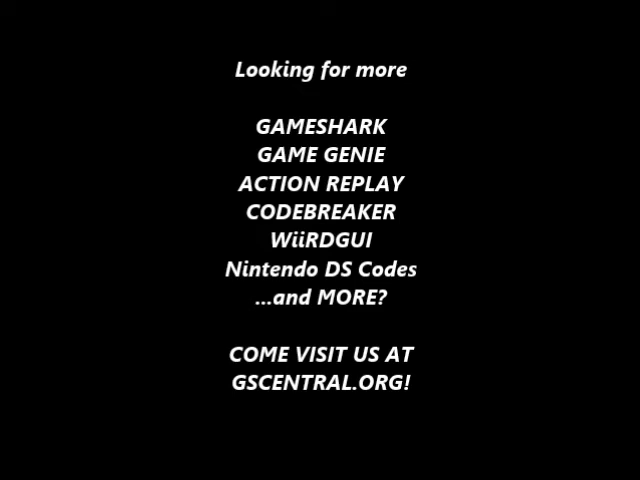 Looking for more
GAMESHARK
GAME GENIE
ACTION REPLAY
CODEBREAKER
WiiRDGUI
Nintendo DS Codes
...and MORE?
COME VISIT US AT
GSCENTRAL.ORG!